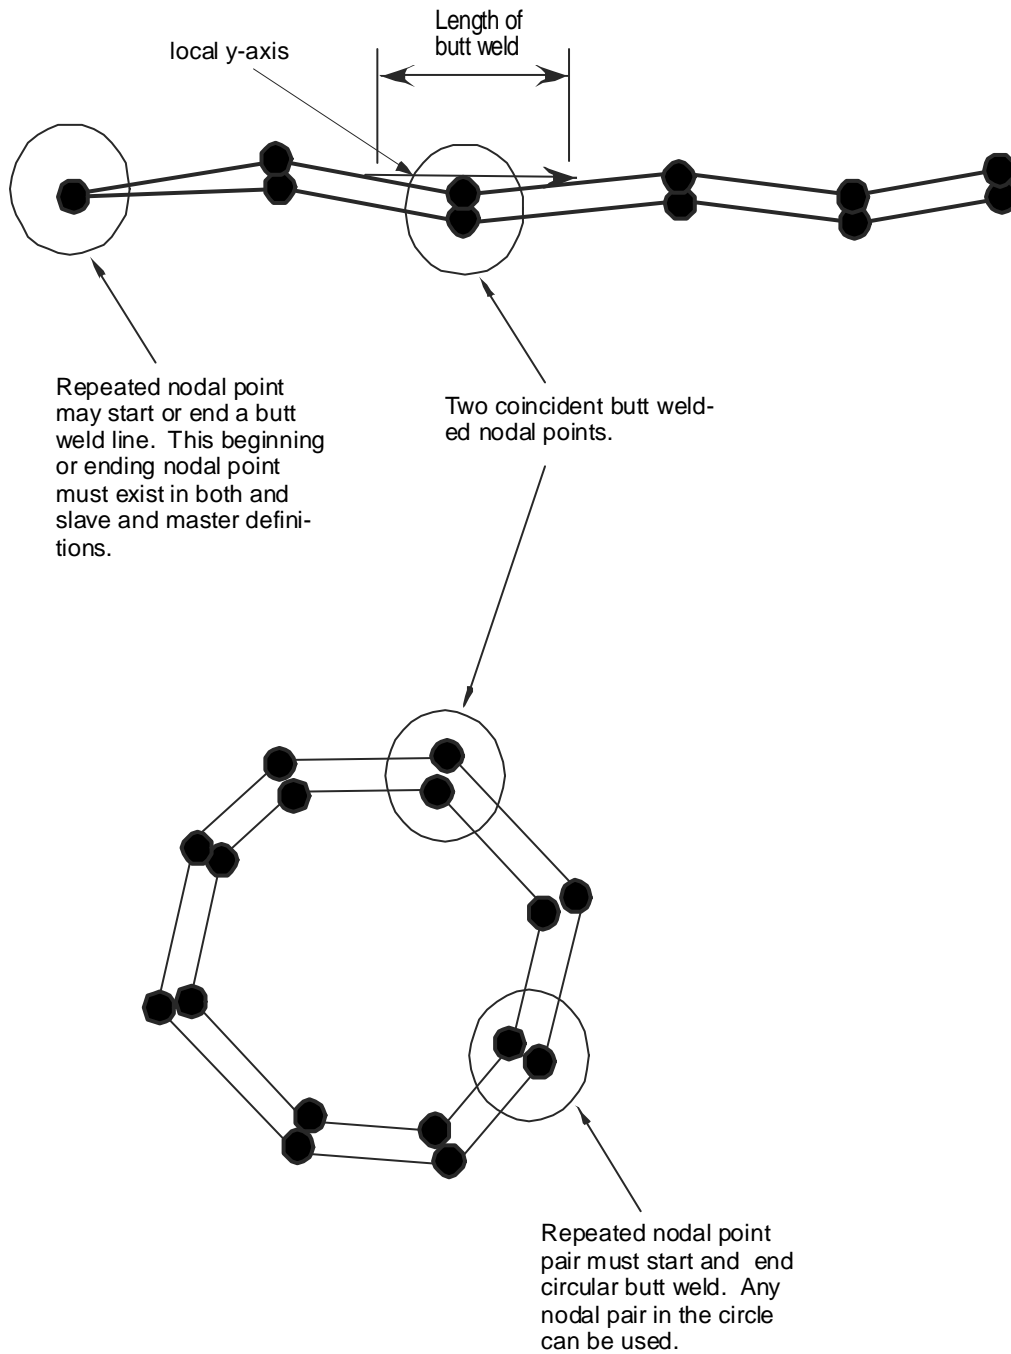 Length of
butt weld
local y-axis
Repeated nodal point
may start or end a butt
weld line.  This beginning
or ending nodal point
must exist in both and
slave and master defini-
tions.
Two coincident butt weld-
ed nodal points.
Repeated nodal point
pair must start and  end
circular butt weld.  Any
nodal pair in the circle
can be used.